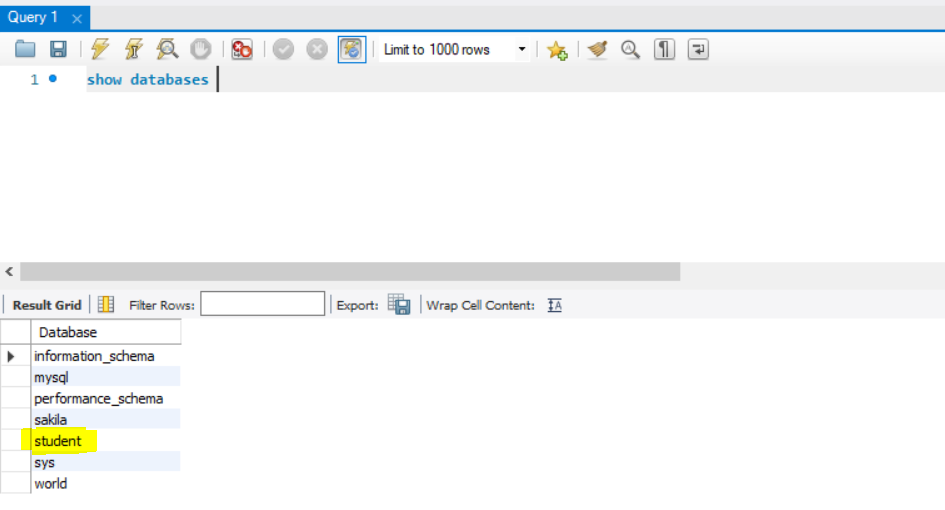 Query 1
Limit to 1000 rows
1 show databases
Result Grid Filter Rows: Export: Wrap Cell Content:
Database
information_schema
mysql
performance_schema
sakila
student
sys
world